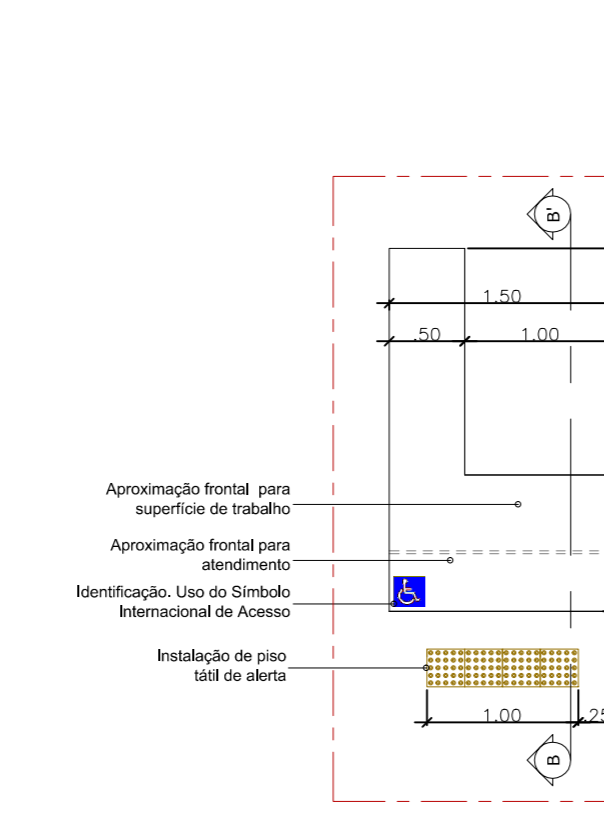 B'
1.50
.50
1.00
Aproximação frontal para
superfície de trabalho
Aproximação frontal para
atendimento
Identificação. Uso do Símbolo
Internacional de Acesso
Instalação de piso
tátil de alerta
1.00
.25
B